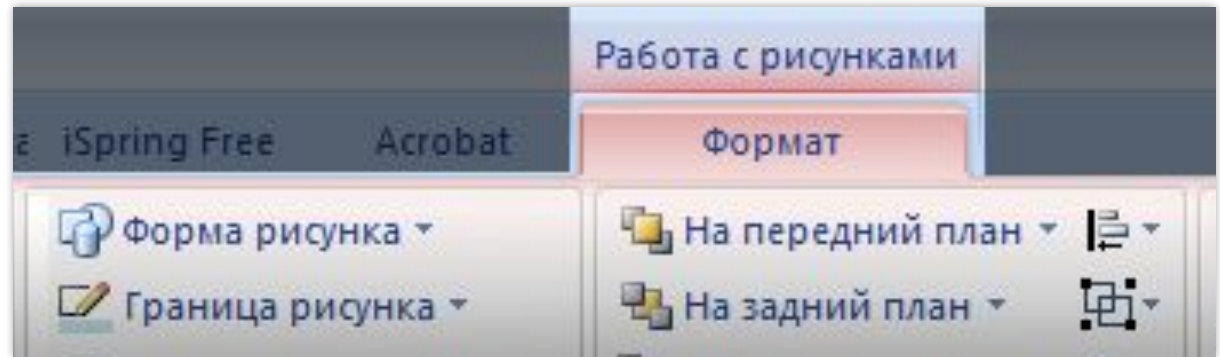 Работа с рисунками
iSpring Free Acrobat Формат
Форма рисунка На передний план
Граница рисунка На задний план